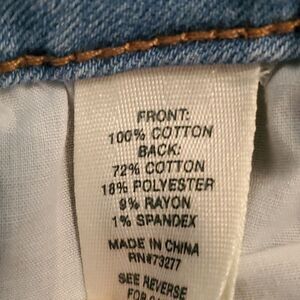 FRONT:
100% COTTON
BACK:
72% COTTON
18% POLYESTER
9% RAYON
1% SPANDEX
MADE IN CHINA
RN#73277
SEE REVERSE
FOR